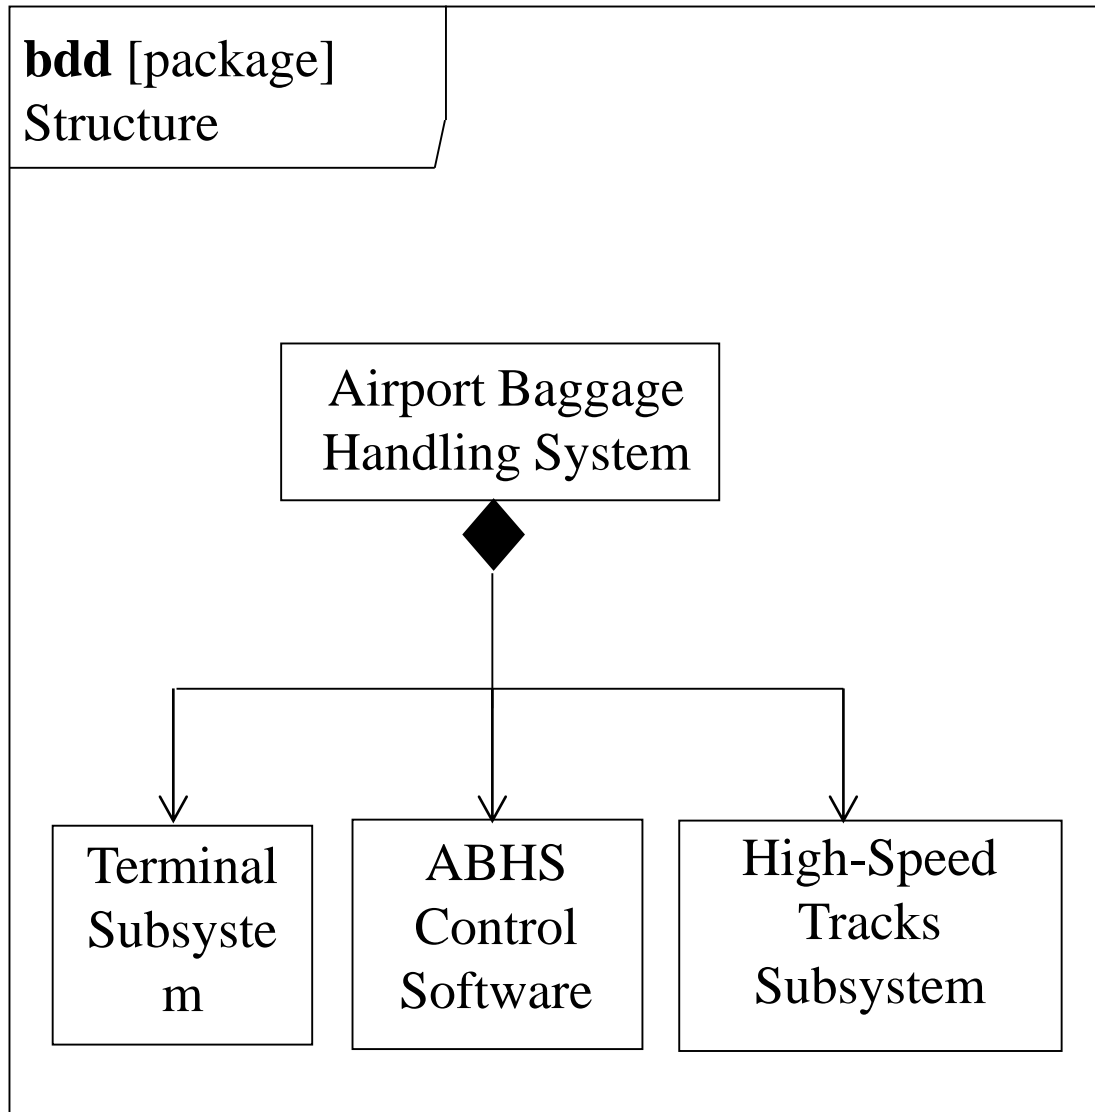 bdd [package]
Structure
Airport Baggage
Handling System
Terminal
Subsyste
m
ABHS
Control
Software
High-Speed
Tracks
Subsystem